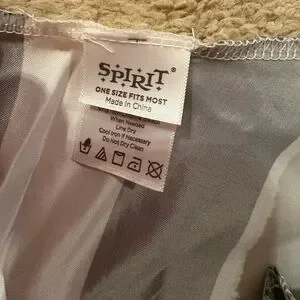 SPIRIT®
ONE SIZE FITS MOST
Made in China
When Needed
Line Dry
Cool Iron if Necessary
Do Not Dry Clean